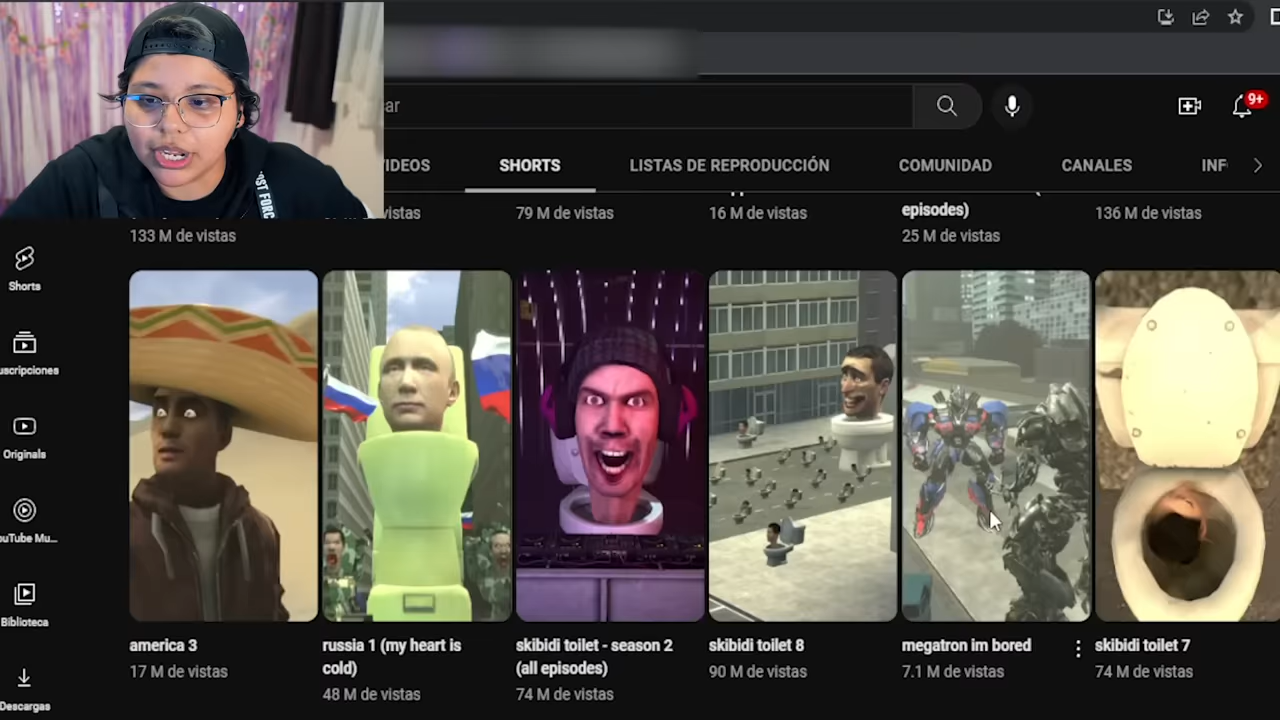 ar
9+
IDEOS
SHORTS
LISTAS DE REPRODUCCIÓN
COMUNIDAD
CANALES
INF
OST FORC
vistas
79 M de vistas
16 M de vistas
episodes)
25 M de vistas
136 M de vistas
133 M de vistas
Shorts
uscripciones
Originals
ouTube Mu...
Biblioteca
Descargas
america 3
17 M de vistas
russia 1 (my heart is
cold)
48 M de vistas
skibidi toilet - season 2
(all episodes)
74 M de vistas
skibidi toilet 8
90 M de vistas
megatron im bored
7.1 M de vistas
skibidi toilet 7
74 M de vistas